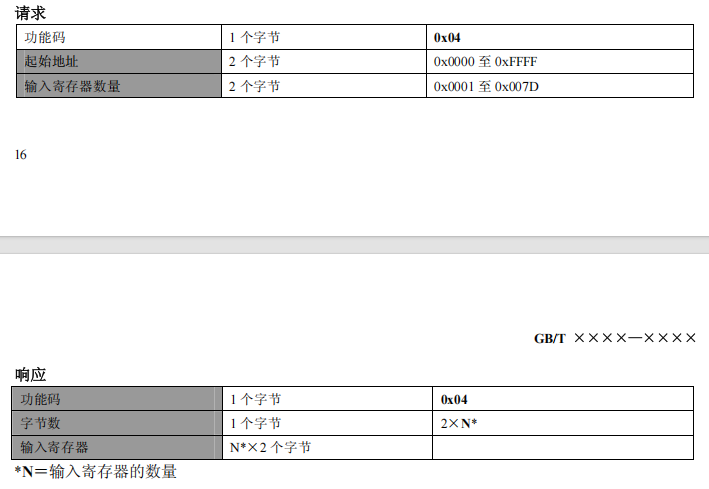 请求
功能码 1 个字节 0x04
起始地址 2 个字节 0x0000 至 0xFFFF
输入寄存器数量 2 个字节 0x0001 至 0x007D
16
GB/T ××××—××××
响应
功能码 1 个字节 0x04
字节数 1 个字节 2×N*
输入寄存器 N*×2 个字节
*N＝输入寄存器的数量